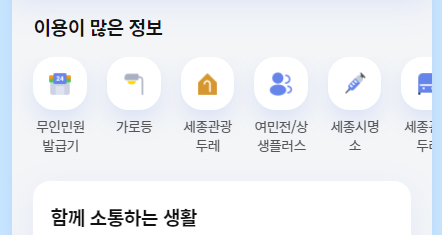 이용이 많은 정보
24
무인민원 가로등 세종관광 여민전/상 세종시명
발급기 두레 생플러스 소
함께 소통하는 생활